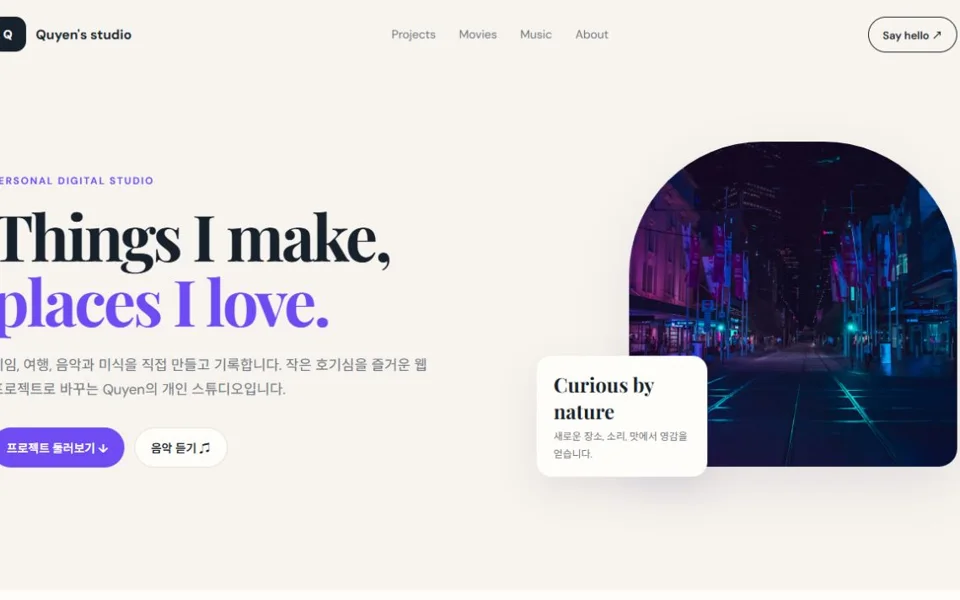 Q Quyen's studio
Projects Movies Music About
Say hello ↗
ERSONAL DIGITAL STUDIO
Things I make,
places I love.
여행, 음악과 미식을 직접 만들고 기록합니다. 작은 호기심을 즐거운 웹
프로젝트로 바꾸는 Quyen의 개인 스튜디오입니다.
프로젝트 둘러보기 ↓
음악 듣기 ♫
Curious by
nature
새로운 장소, 소리, 맛에서 영감을
얻습니다.